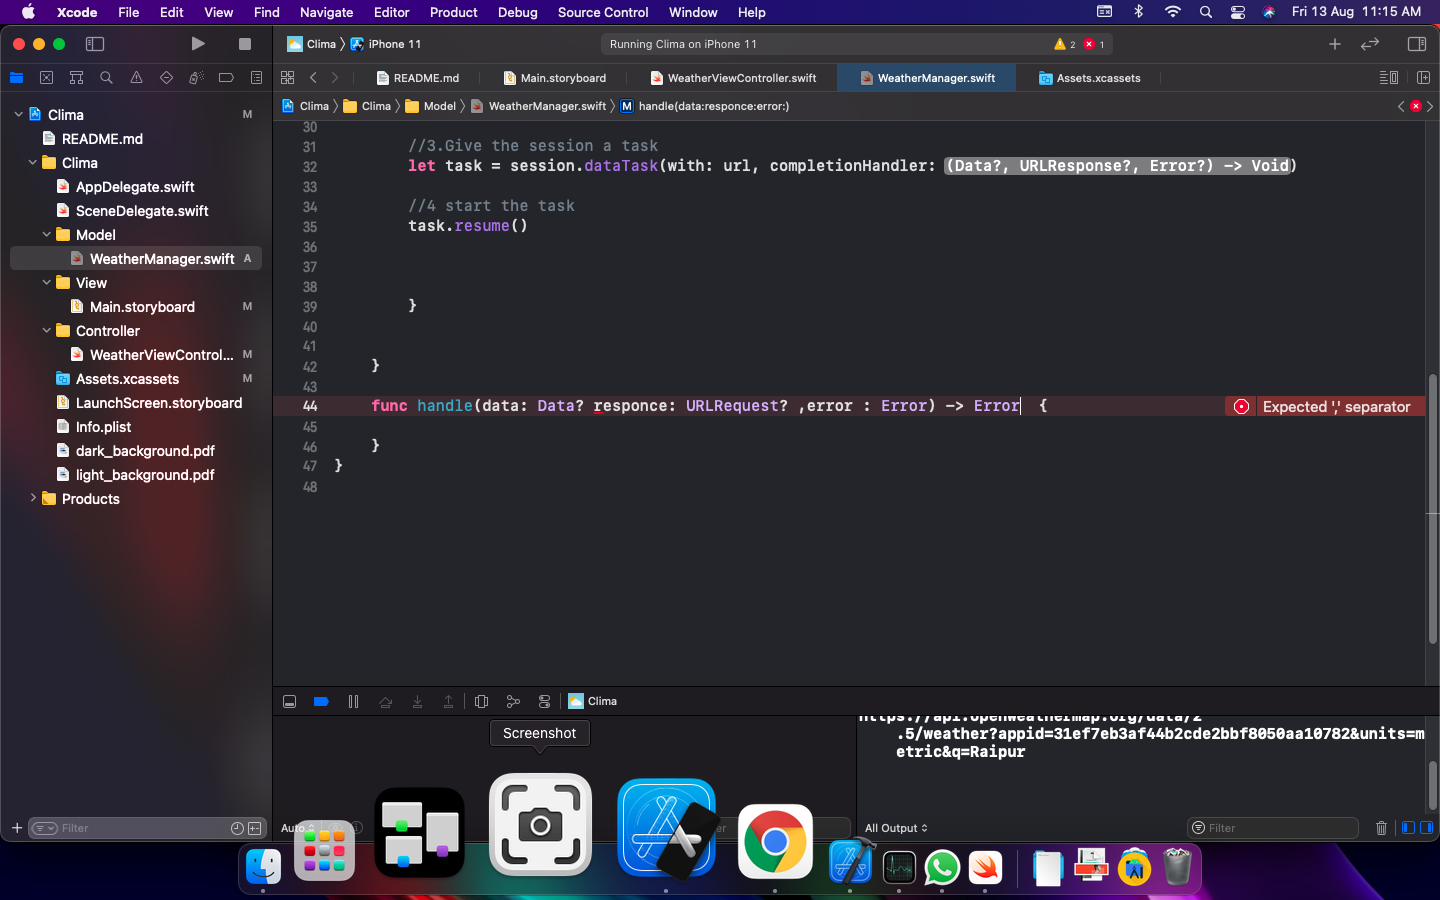 Xcode File Edit View Find Navigate Editor Product Debug Source Control Window Help Fri 13 Aug 11:15 AM
Clima iPhone 11 Running Clima on iPhone 11 2 1
README.md Main.storyboard WeatherViewController.swift WeatherManager.swift Assets.xcassets
Clima Clima Model WeatherManager.swift M handle(data:responce:error:)
Clima M
README.md
Clima
AppDelegate.swift
SceneDelegate.swift
Model
WeatherManager.swift A
View
Main.storyboard M
Controller
WeatherViewControl... M
Assets.xcassets M
LaunchScreen.storyboard
Info.plist
dark_background.pdf
light_background.pdf
Products
Filter
30
31 //3.Give the session a task
32 let task = session.dataTask(with: url, completionHandler: (Data?, URLResponse?, Error?) -> Void)
33
34 //4 start the task
35 task.resume()
36
37
38
39 }
40
41
42 }
43
44 func handle(data: Data? responce: URLRequest? ,error : Error) -> Error {
Expected ',' separator
45
46 }
47 }
48
Clima
Screenshot
https://api.openweathermap.org/data/2
.5/weather?appid=31ef7eb3af44b2cde2bbf8050aa10782&units=m
etric&q=Raipur
Auto
All Output Filter